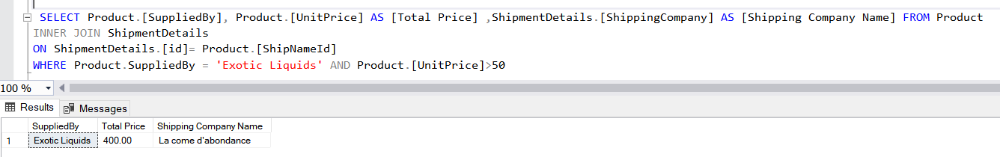 SELECT Product.[SuppliedBy], Product.[UnitPrice] AS [Total Price] ,ShipmentDetails.[ShippingCompany] AS [Shipping Company Name] FROM Product
INNER JOIN ShipmentDetails
ON ShipmentDetails.[id]= Product.[ShipNameId]
WHERE Product.SuppliedBy = 'Exotic Liquids' AND Product.[UnitPrice]>50
100 %
Results Messages
SuppliedBy Total Price Shipping Company Name
1 Exotic Liquids 400.00 La come d'abondance